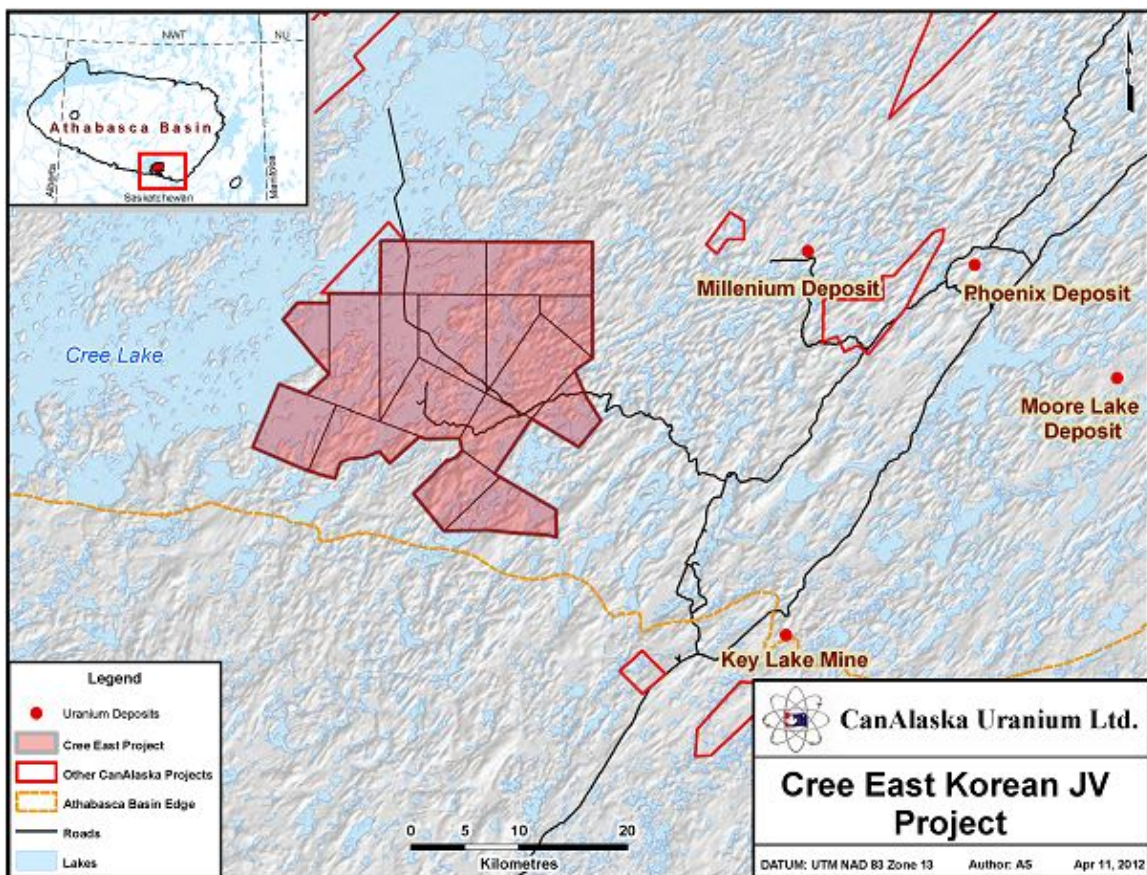 NWT
NU
Athabasca Basin
Alberta
Manitoba
Saskatchewan
Cree Lake
Millenium Deposit
Phoenix Deposit
Moore Lake
Deposit
Key Lake Mine
Legend
Uranium Deposits
Cree East Project
Other CanAlaska Projects
Athabasca Basin Edge
Roads
Lakes
0 5 10 20
Kilometres
CanAlaska Uranium Ltd.
Cree East Korean JV
Project
DATUM: UTM NAD 83 Zone 13 Author: AS Apr 11, 2012